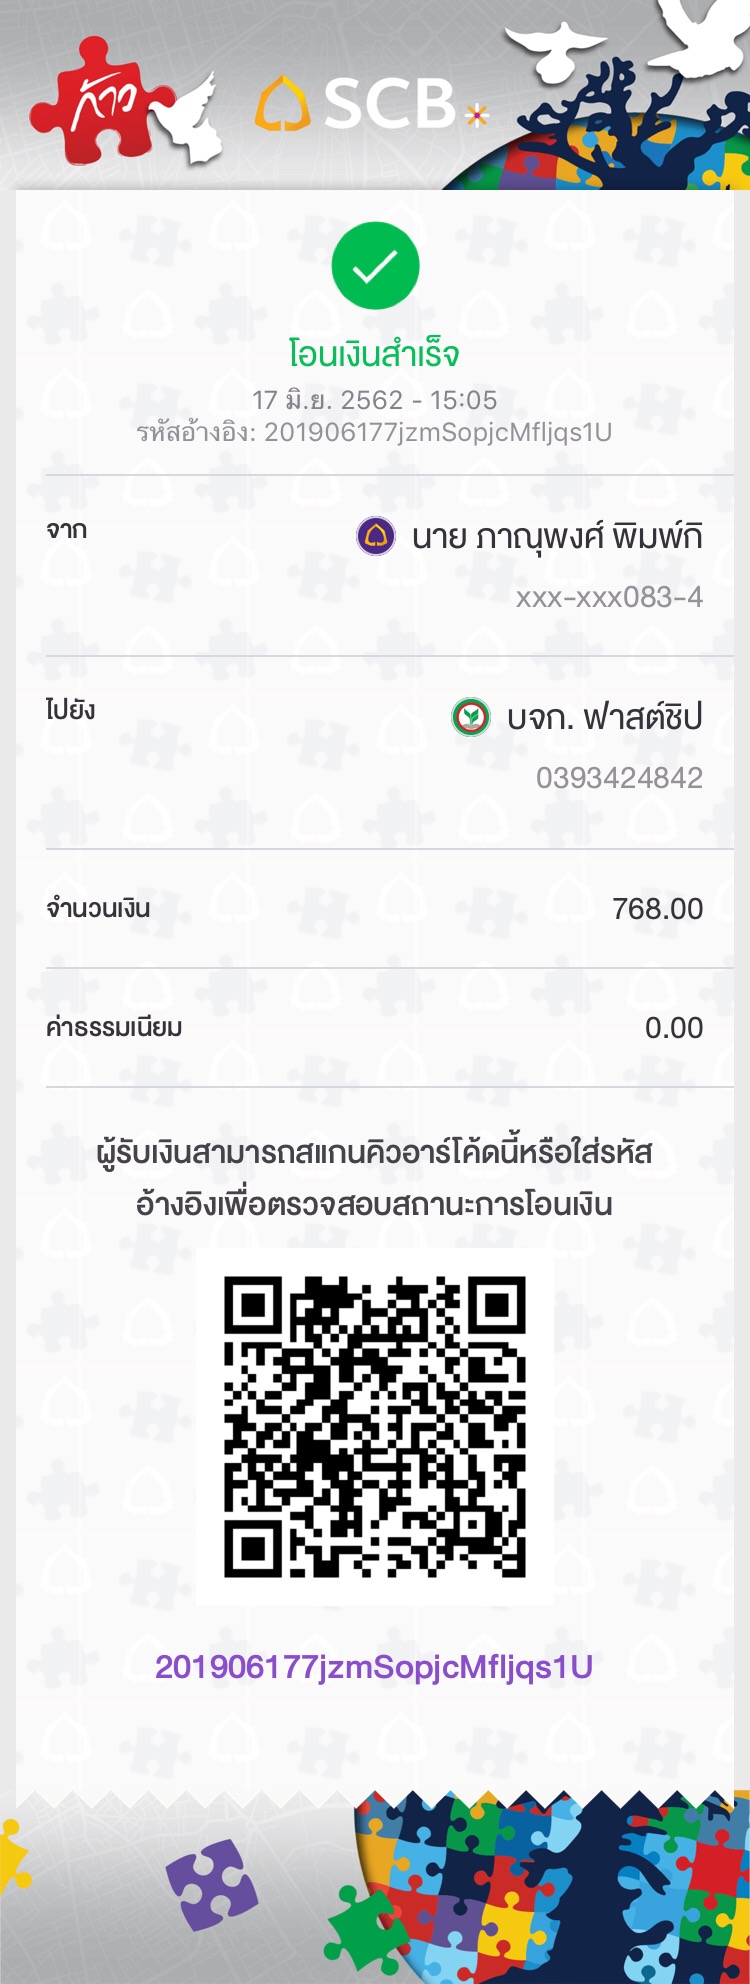 ก้าว
SCB
โอนเงินสำเร็จ
17 มิ.ย. 2562 - 15:05
รหัสอ้างอิง: 201906177jzmSopjcMfljqs1U
จาก
นาย ภาณุพงศ์ พิมพ์ทิ
xxx-xxx083-4
ไปยัง
บจก. ฟาสต์ชิป
0393424842
จำนวนเงิน 768.00
ค่าธรรมเนียม 0.00
ผู้รับเงินสามารถสแกนคิวอาร์โค้ดนี้หรือใส่รหัส
อ้างอิงเพื่อตรวจสอบสถานะการโอนเงิน
201906177jzmSopjcMfljqs1U